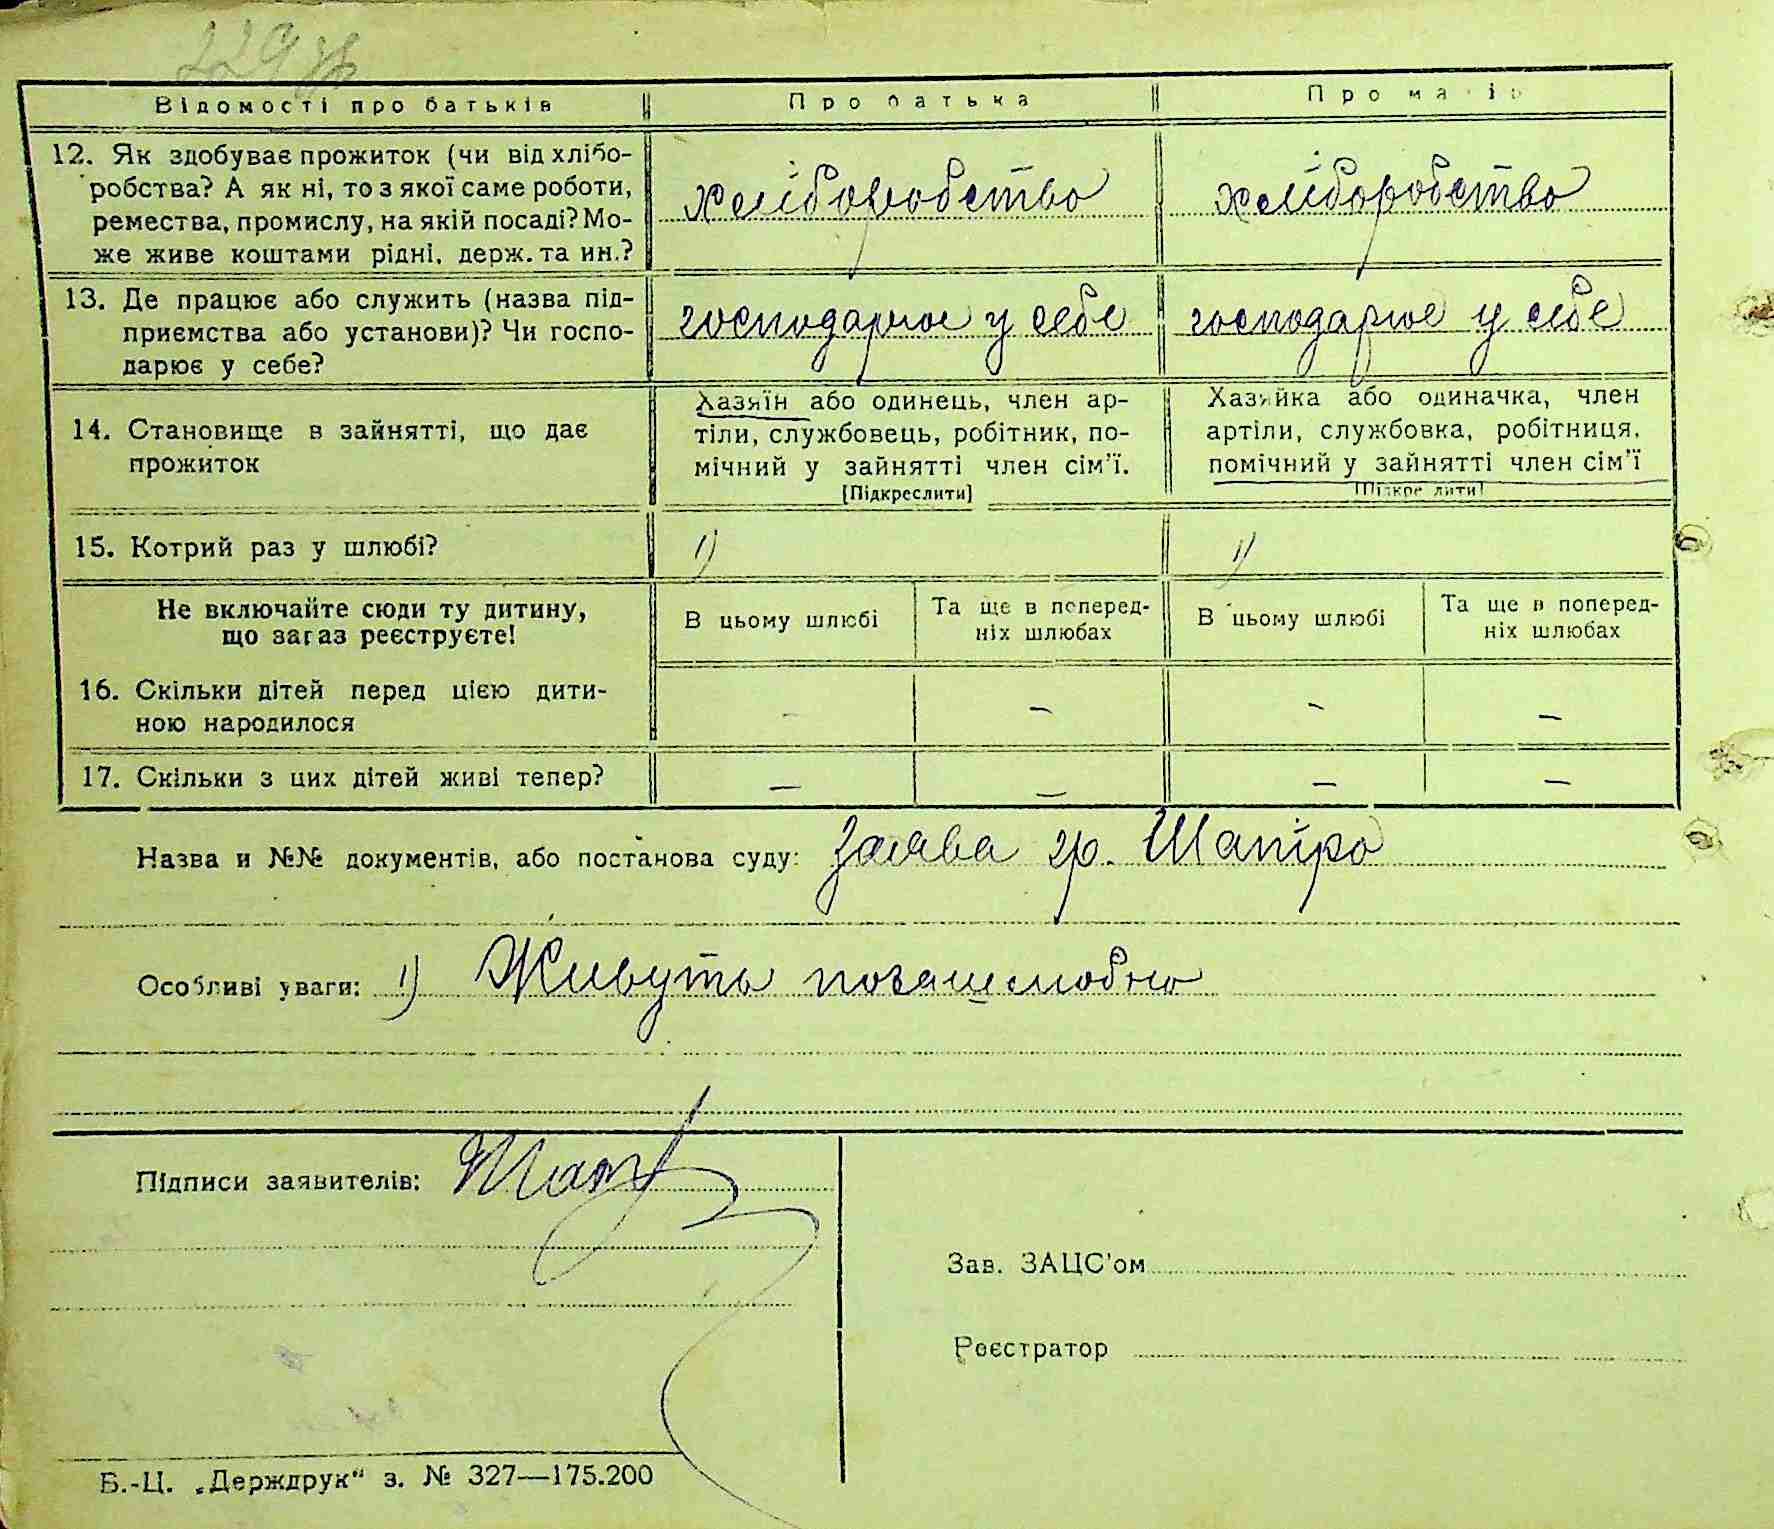 229 зв
Відомості про батьків Про батька Про матір
12. Як здобуває прожиток (чи від хлібо-
робства? А як ні, то з якої саме роботи,
ремества, промислу, на якій посаді? Мо-
же живе коштами рідні, держ. та ин.?
хліборобство хліборобство
13. Де працює або служить (назва під-
приємства або установи)? Чи госпо-
дарює у себе?
господарює у себе господарює у себе
14. Становище в зайнятті, що дає
прожиток
Хазяїн або одинець, член ар-
тіли, службовець, робітник, по-
мічний у зайнятті член сім'ї.
[Підкреслити]
Хазяйка або одиначка, член
артіли, службовка, робітниця,
помічний у зайнятті член сім'ї
[Підкреслити]
15. Котрий раз у шлюбі? 1) 1)
Не включайте сюди ту дитину,
що зараз реєструєте!
В цьому шлюбі
Та ще в поперед-
ніх шлюбах
В цьому шлюбі
Та ще в поперед-
ніх шлюбах
16. Скільки дітей перед цією дити-
ною народилося
- - - -
17. Скільки з цих дітей живі тепер? - - - -
Назва и №№ документів, або постанова суду: заява гр. Шапіро
Особливі уваги: 1) Живуть позашлюбно
Підписи заявителів:
Зав. ЗАЦС'ом
Реєстратор
Б.-Ц. „Держдрук" з. № 327—175.200